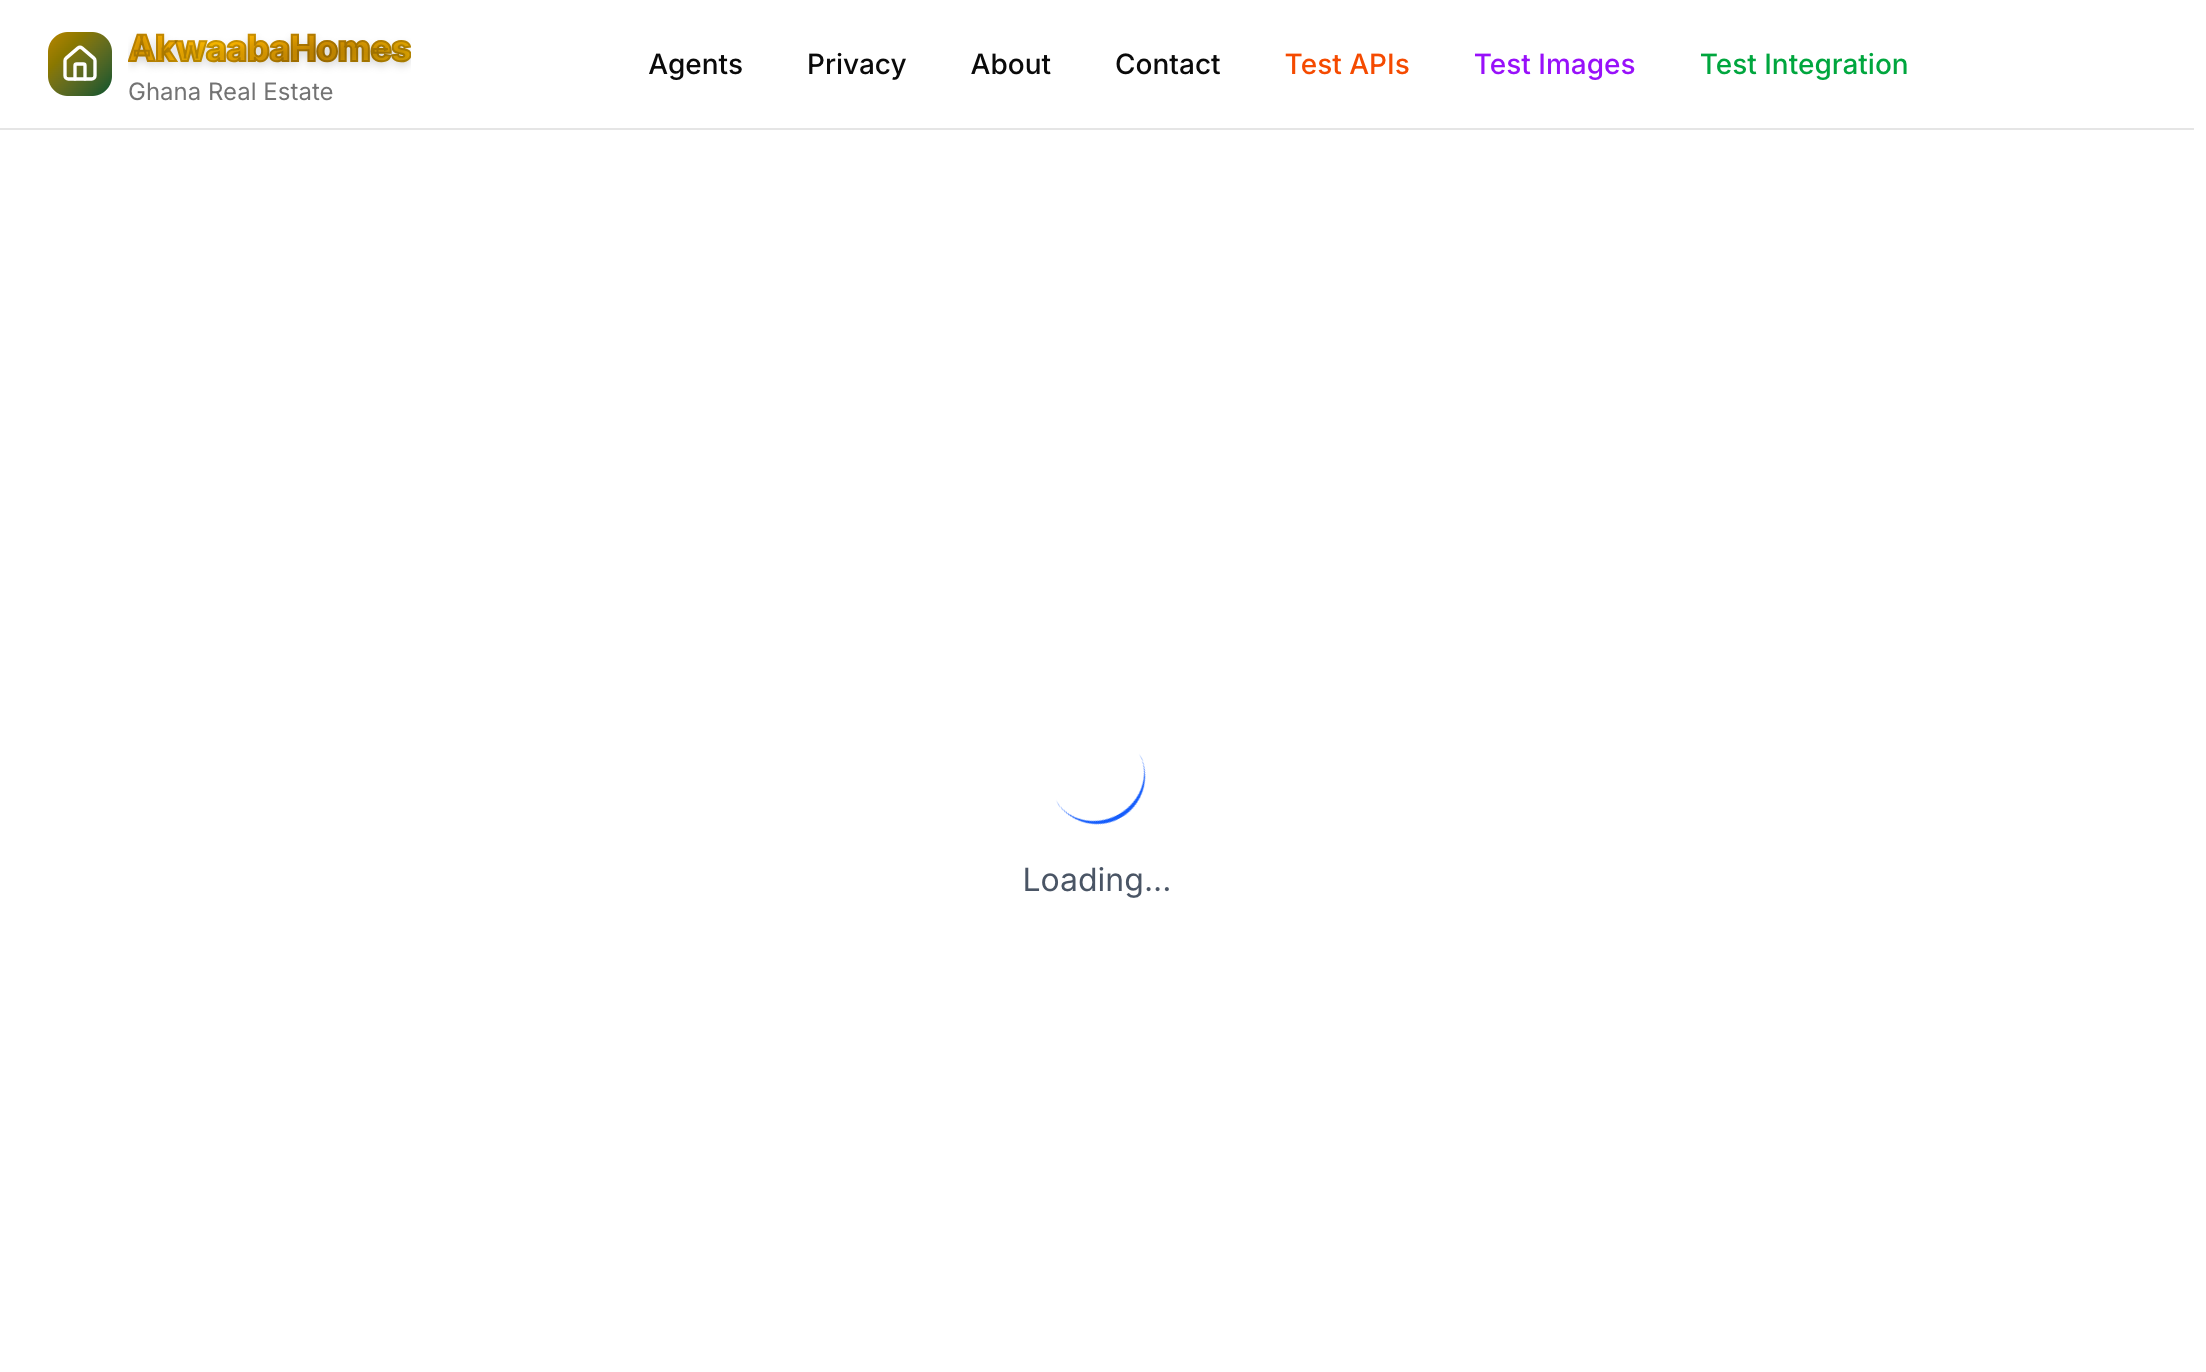 AkwaabaHomes
Ghana Real Estate
Agents Privacy About Contact Test APIs Test Images Test Integration
Loading...